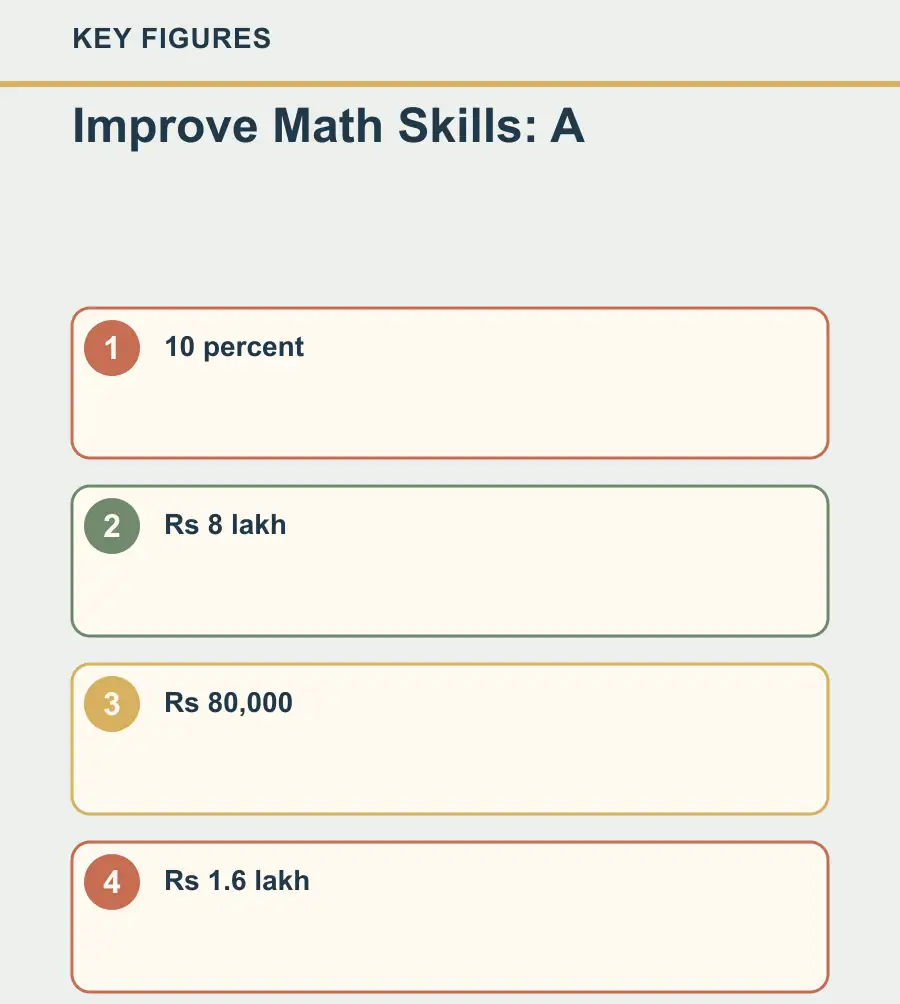 KEY FIGURES
Improve Math Skills: A
1 10 percent
2 Rs 8 lakh
3 Rs 80,000
4 Rs 1.6 lakh